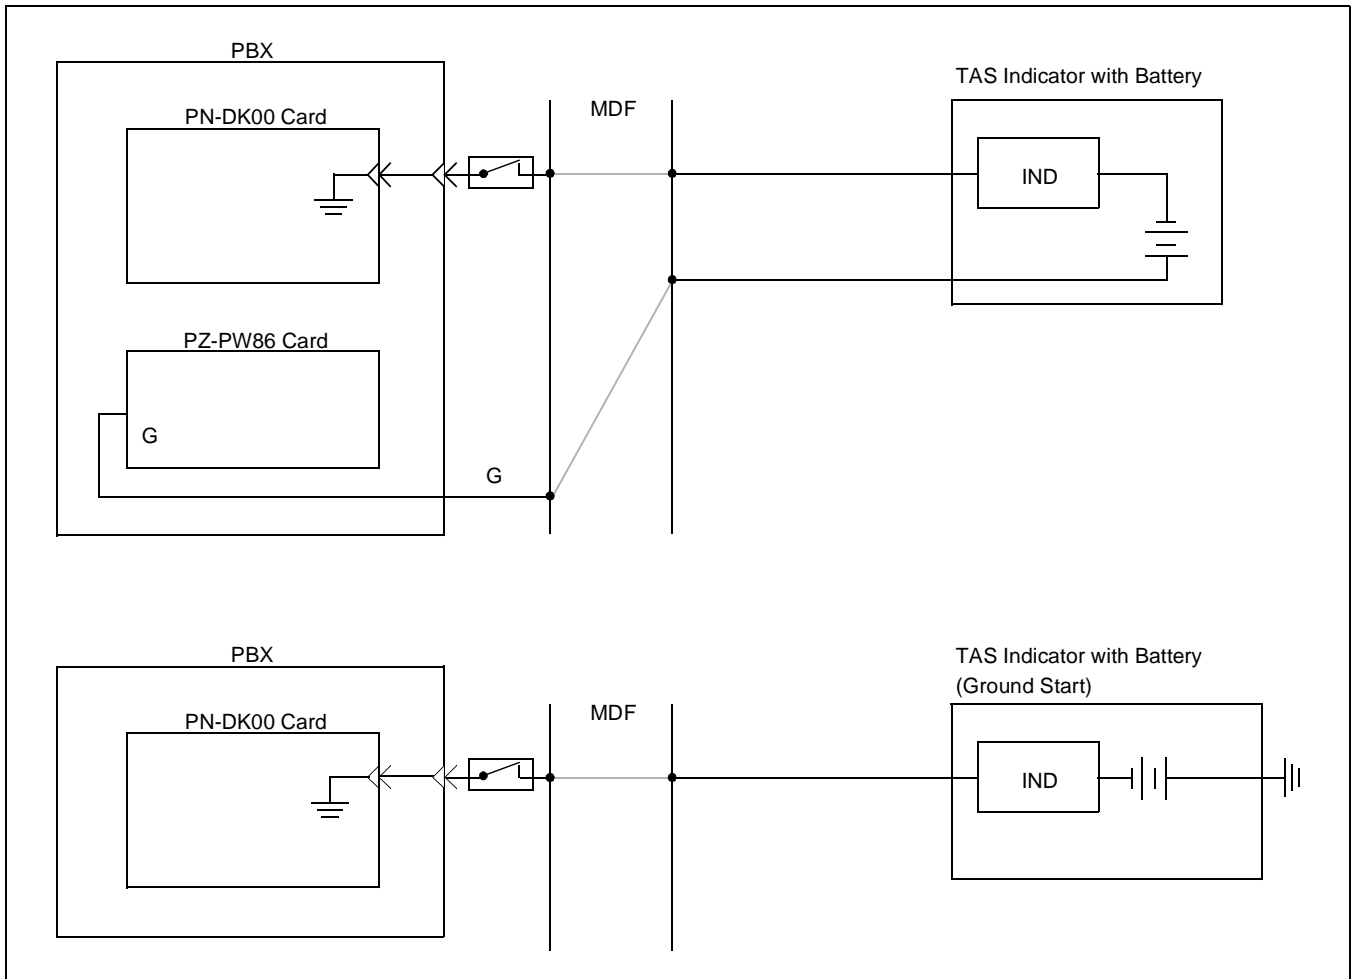 PBX
TAS Indicator with Battery
PN-DK00 Card
MDF
IND
PZ-PW86 Card
G
G
PBX
TAS Indicator with Battery
(Ground Start)
PN-DK00 Card
MDF
IND